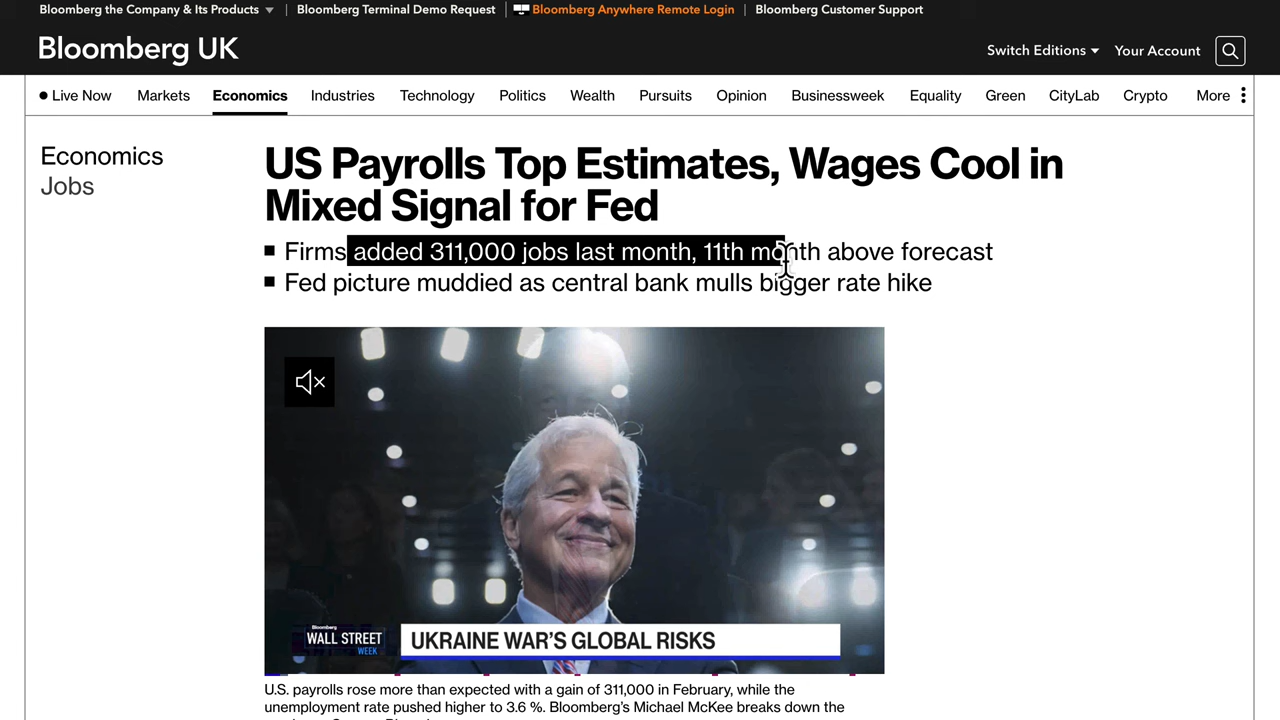 Bloomberg the Company & Its Products
Bloomberg Terminal Demo Request
Bloomberg Anywhere Remote Login
Bloomberg Customer Support
Bloomberg UK
Switch Editions
Your Account
Live Now
Markets
Economics
Industries
Technology
Politics
Wealth
Pursuits
Opinion
Businessweek
Equality
Green
CityLab
Crypto
More
Economics
Jobs
US Payrolls Top Estimates, Wages Cool in
Mixed Signal for Fed
Firms added 311,000 jobs last month, 11th month above forecast
Fed picture muddied as central bank mulls bigger rate hike
Bloomberg
WALL STREET
WEEK
UKRAINE WAR'S GLOBAL RISKS
U.S. payrolls rose more than expected with a gain of 311,000 in February, while the
unemployment rate pushed higher to 3.6 %. Bloomberg's Michael McKee breaks down the